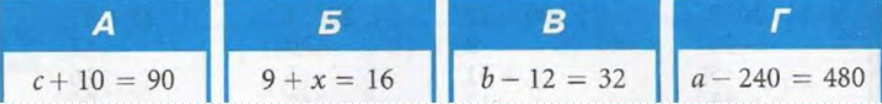 А Б В Г
c + 10 = 90 9 + x = 16 b − 12 = 32 a − 240 = 480